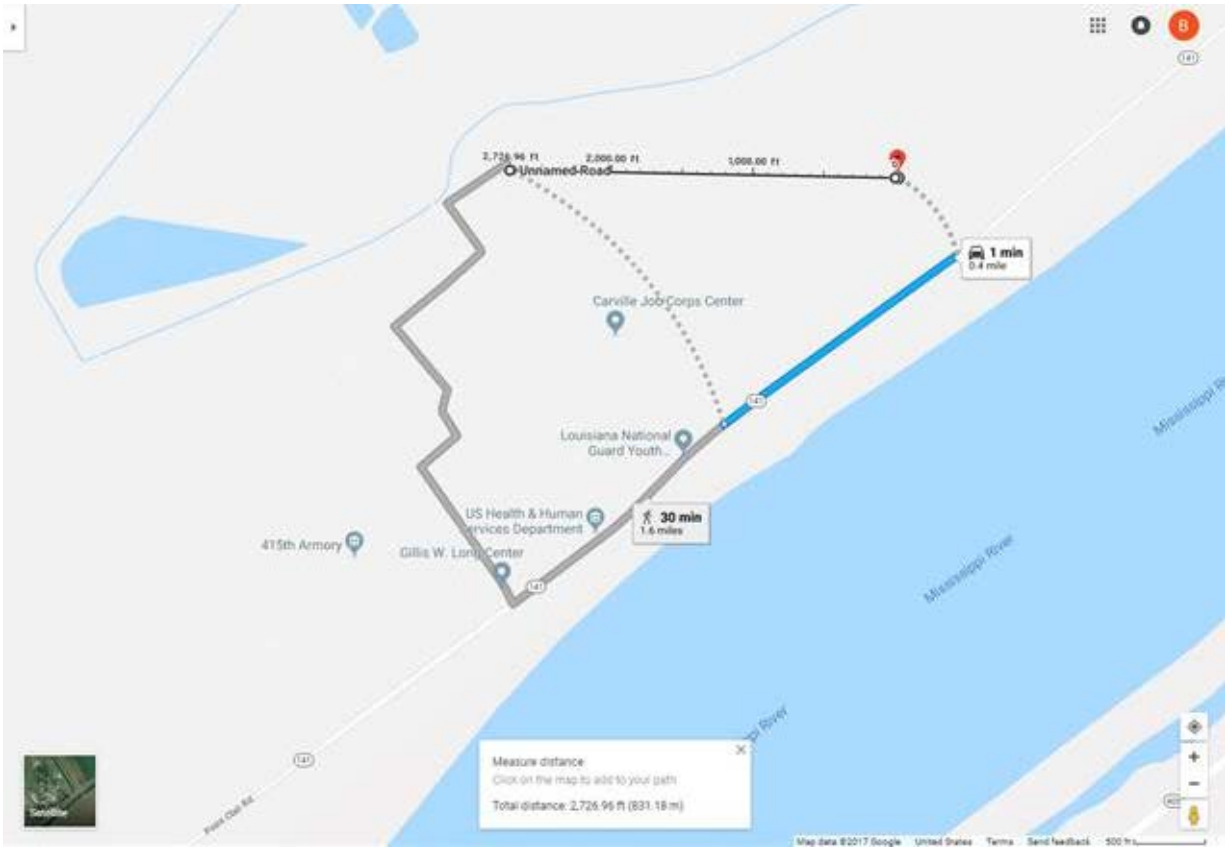 B
141
2,726.96 ft
2,000.00 ft
1,000.00 ft
Unnamed Road
1 min
0.4 mile
Carville Job Corps Center
141
Mississippi
Louisiana National
Guard Youth...
US Health & Human
ervices Department
30 min
1.6 miles
415th Armory
Gillis W. Long Center
141
Mississippi River
River
141
Point Clair Rd
Measure distance
Click on the map to add to your path
Total distance: 2,726.96 ft (831.18 m)
Satellite
Map data ©2017 Google United States Terms Send feedback 500 ft